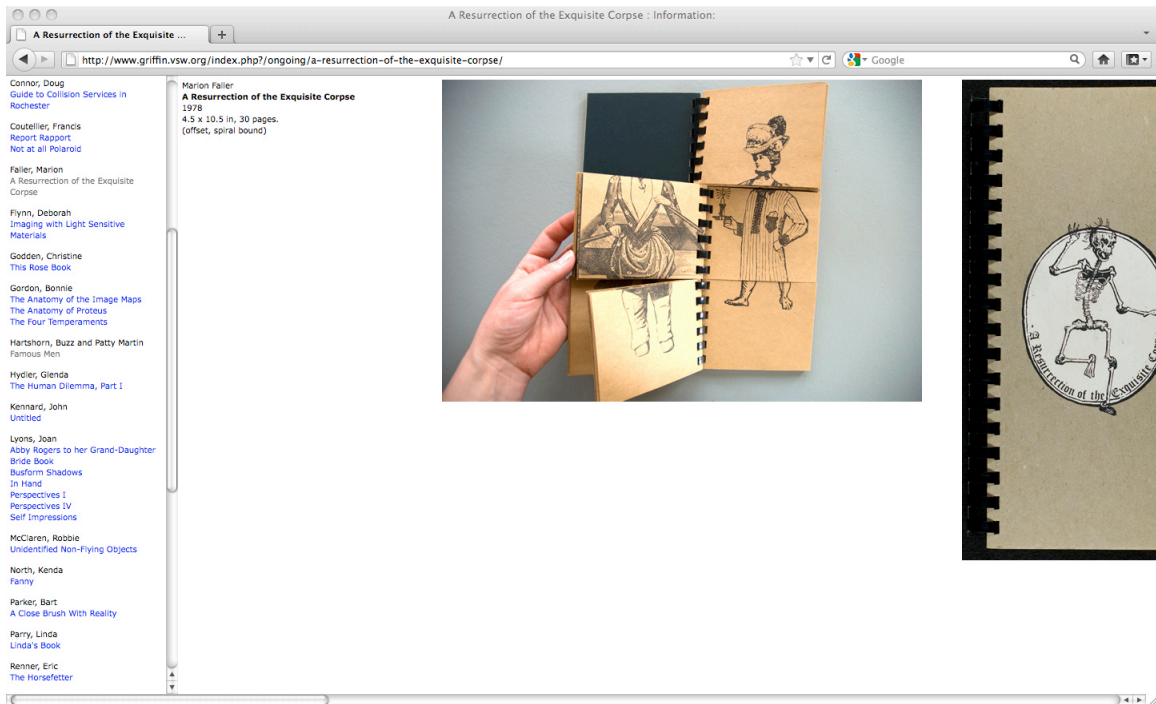 A Resurrection of the Exquisite Corpse : Information:
A Resurrection of the Exquisite ...
http://www.griffin.vsw.org/index.php?/ongoing/a-resurrection-of-the-exquisite-corpse/
Google
Connor, Doug
Guide to Collision Services in
Rochester
Coutellier, Francis
Report Rapport
Not at all Polaroid
Faller, Marion
A Resurrection of the Exquisite
Corpse
Flynn, Deborah
Imaging with Light Sensitive
Materials
Godden, Christine
This Rose Book
Gordon, Bonnie
The Anatomy of the Image Maps
The Anatomy of Proteus
The Four Temperaments
Hartshorn, Buzz and Patty Martin
Famous Men
Hydler, Glenda
The Human Dilemma, Part I
Kennard, John
Untitled
Lyons, Joan
Abby Rogers to her Grand-Daughter
Bride Book
Busform Shadows
In Hand
Perspectives I
Perspectives IV
Self Impressions
McClaren, Robbie
Unidentified Non-Flying Objects
North, Kenda
Fanny
Parker, Bart
A Close Brush With Reality
Parry, Linda
Linda's Book
Renner, Eric
The Horsefetter
Marion Faller
A Resurrection of the Exquisite Corpse
1978
4.5 x 10.5 in, 30 pages.
(offset, spiral bound)
A Resurrection of the Exquisite Cor